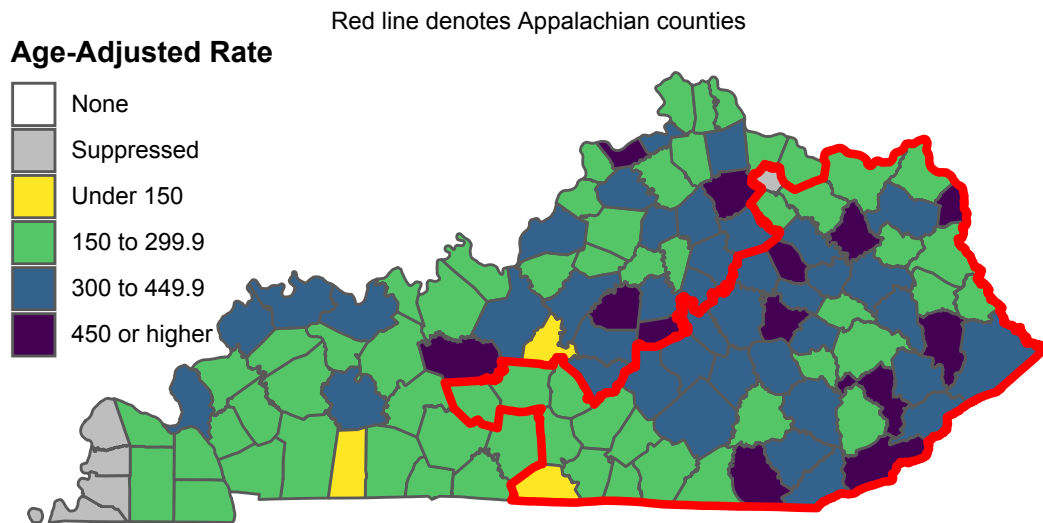 Red line denotes Appalachian counties
Age-Adjusted Rate
None
Suppressed
Under 150
150 to 299.9
300 to 449.9
450 or higher